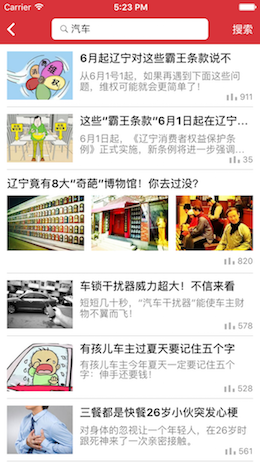 Carrier
5:23 PM
汽车
搜索
6月起辽宁对这些霸王条款说不
从6月1号1起，如果再遇到下面这些问题，维权可能就会更简单了！
911
这些“霸王条款”6月1日起在辽宁…
6月1日起，《辽宁消费者权益保护条例》正式实施，新条例将进一步强调…
35
辽宁竟有8大“奇葩”博物馆！你去过没？
820
车锁干扰器威力超大！不信来看
短短几十秒，“汽车干扰器”能使车主财物不翼而飞！
578
有孩儿车主过夏天要记住五个字
有孩儿车主今年夏天一定要记住五个字：伸手还要钱！
528
三餐都是快餐26岁小伙突发心梗
对身体的忽视让一个年轻人，在26岁时跟死神来了一次亲密接触。
561